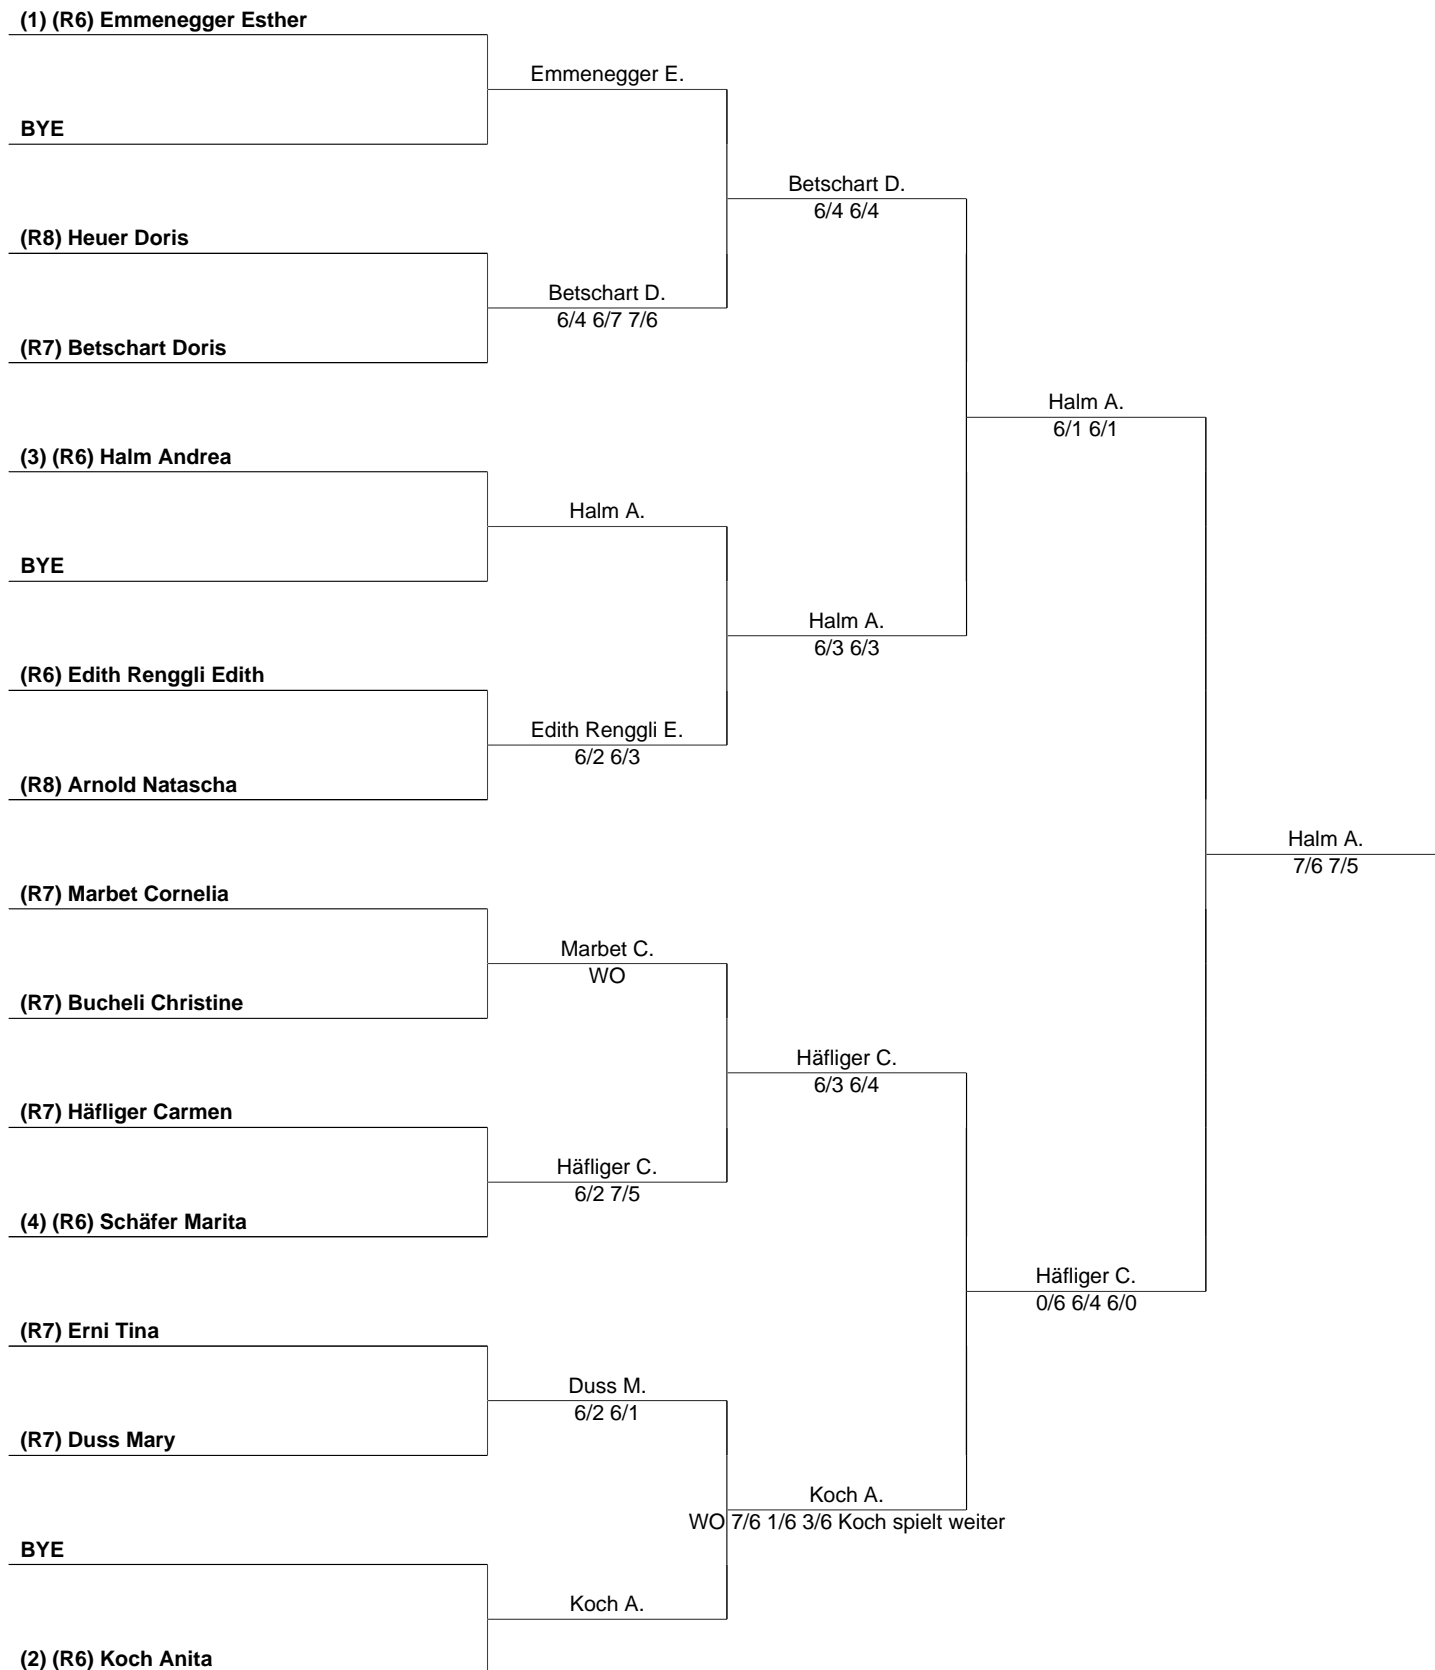 (1) (R6) Emmenegger Esther
Emmenegger E.
BYE
Betschart D.
6/4 6/4
(R8) Heuer Doris
Betschart D.
6/4 6/7 7/6
(R7) Betschart Doris
Halm A.
6/1 6/1
(3) (R6) Halm Andrea
Halm A.
BYE
Halm A.
6/3 6/3
(R6) Edith Renggli Edith
Edith Renggli E.
6/2 6/3
(R8) Arnold Natascha
Halm A.
7/6 7/5
(R7) Marbet Cornelia
Marbet C.
WO
(R7) Bucheli Christine
Häfliger C.
6/3 6/4
(R7) Häfliger Carmen
Häfliger C.
6/2 7/5
(4) (R6) Schäfer Marita
Häfliger C.
0/6 6/4 6/0
(R7) Erni Tina
Duss M.
6/2 6/1
(R7) Duss Mary
Koch A.
WO 7/6 1/6 3/6 Koch spielt weiter
BYE
Koch A.
(2) (R6) Koch Anita